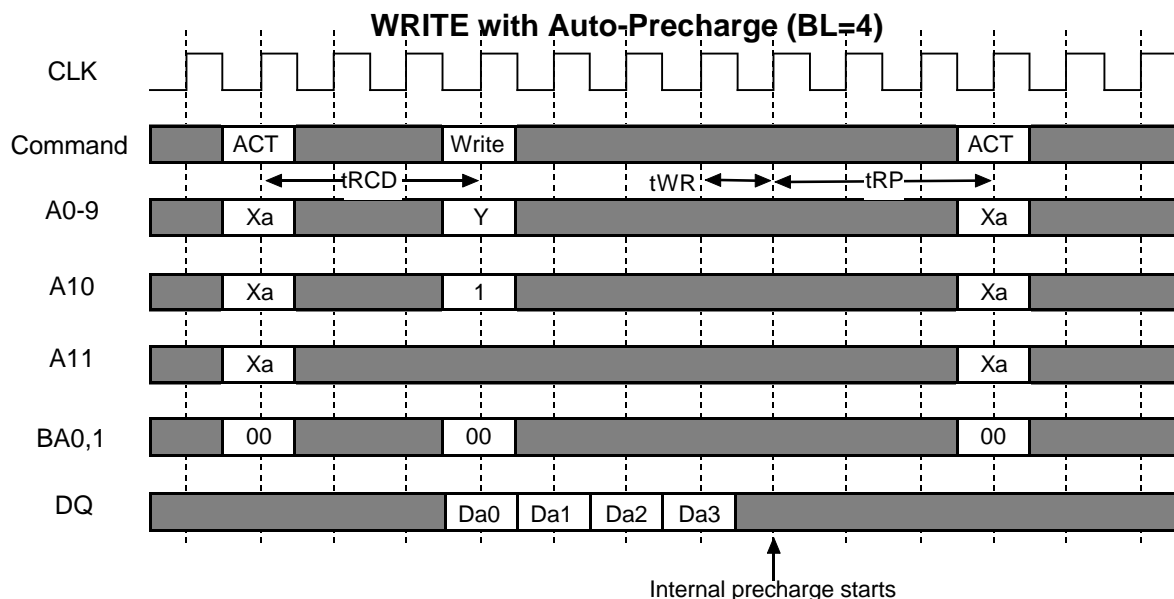 WRITE with Auto-Precharge (BL=4)
CLK
Command ACT Write ACT
tRCD tWR tRP
A0-9 Xa Y Xa
A10 Xa 1 Xa
A11 Xa Xa
BA0,1 00 00 00
DQ Da0 Da1 Da2 Da3
Internal precharge starts